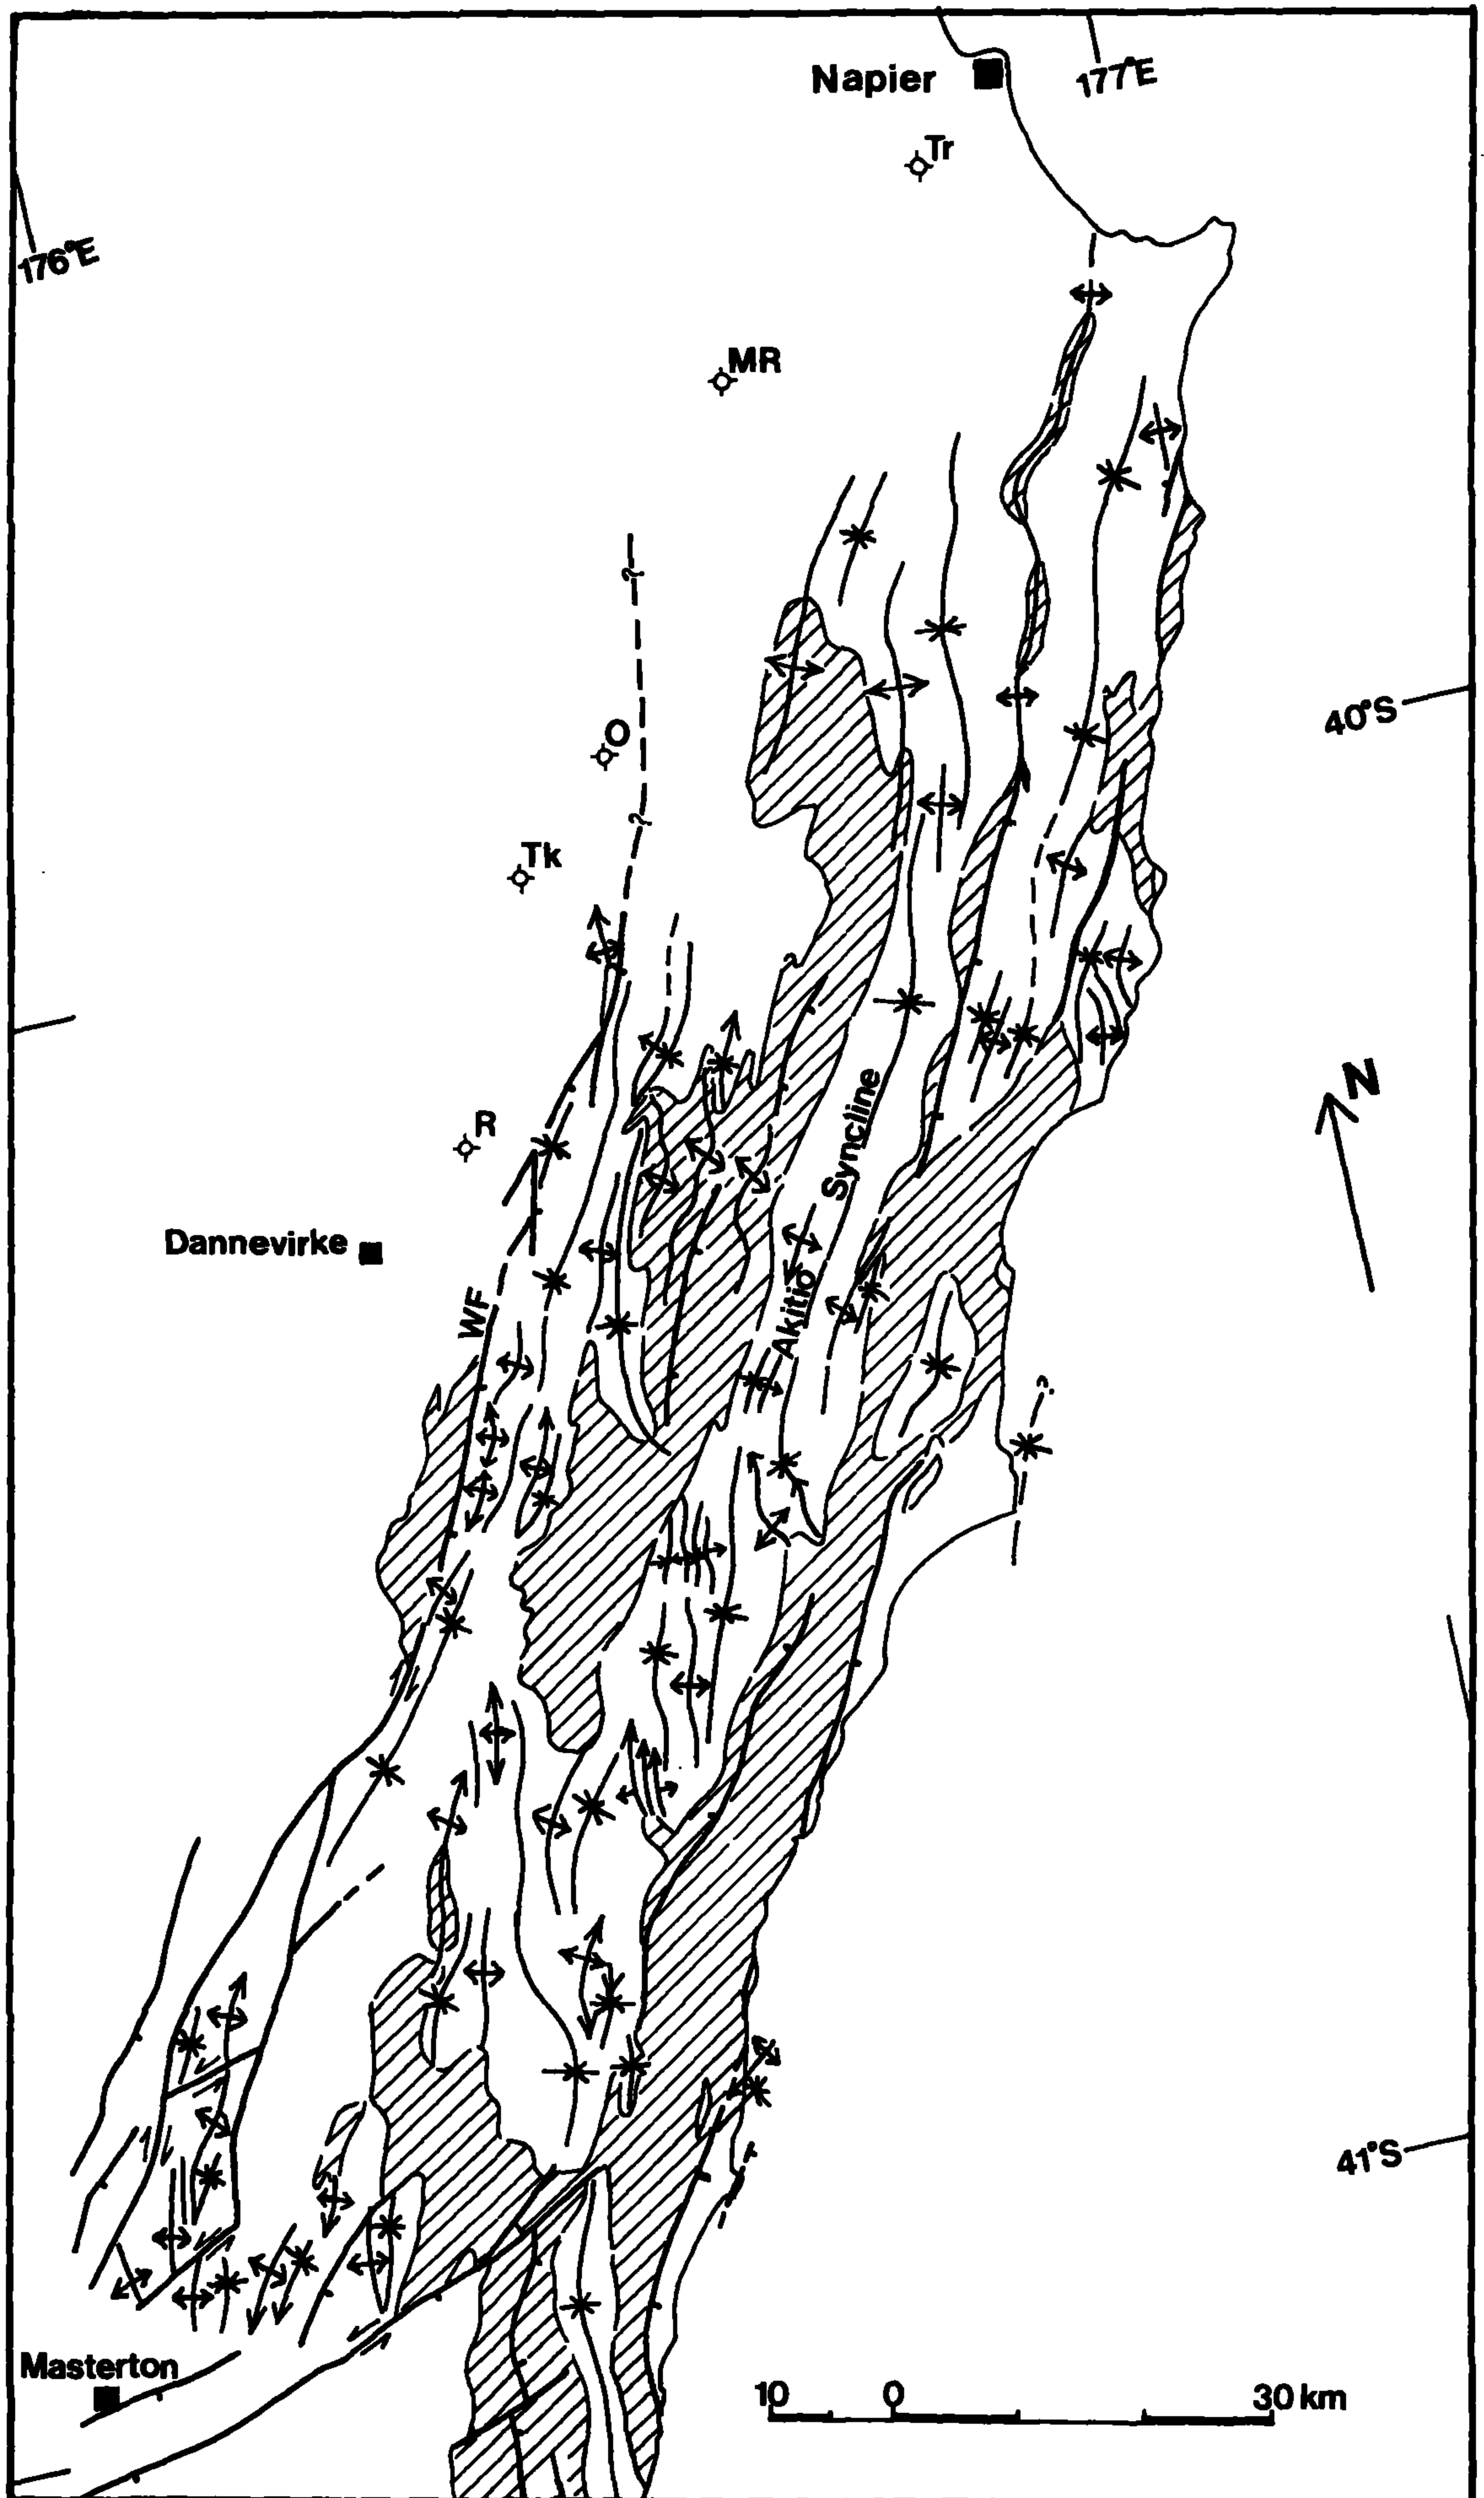 Napier
177°E
Tr
176°E
MR
40°S
O
Tk
N
R
Akitio Syncline
Dannevirke
WF
?
?
?
41°S
Masterton
10 0 30 km